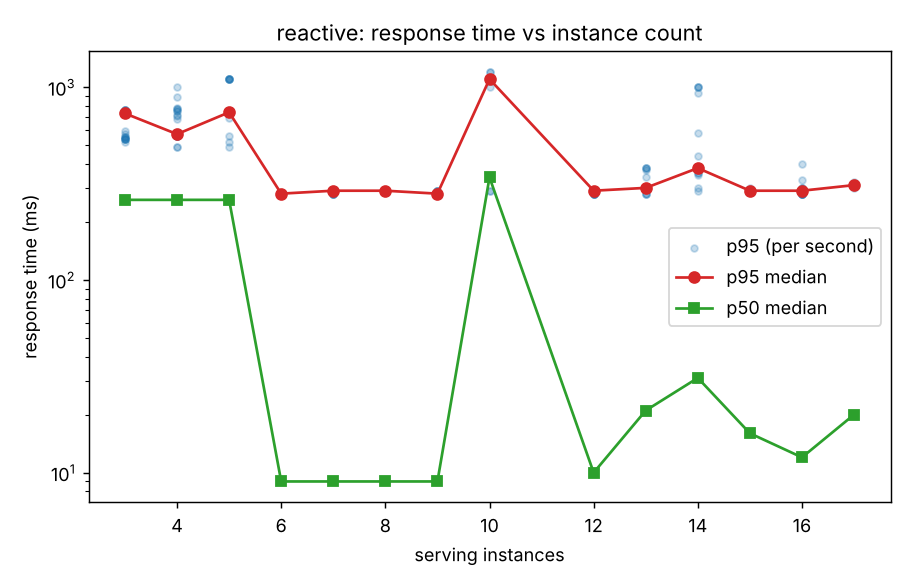 reactive: response time vs instance count
response time (ms)
10³
10²
10¹
p95 (per second)
p95 median
p50 median
4 6 8 10 12 14 16
serving instances